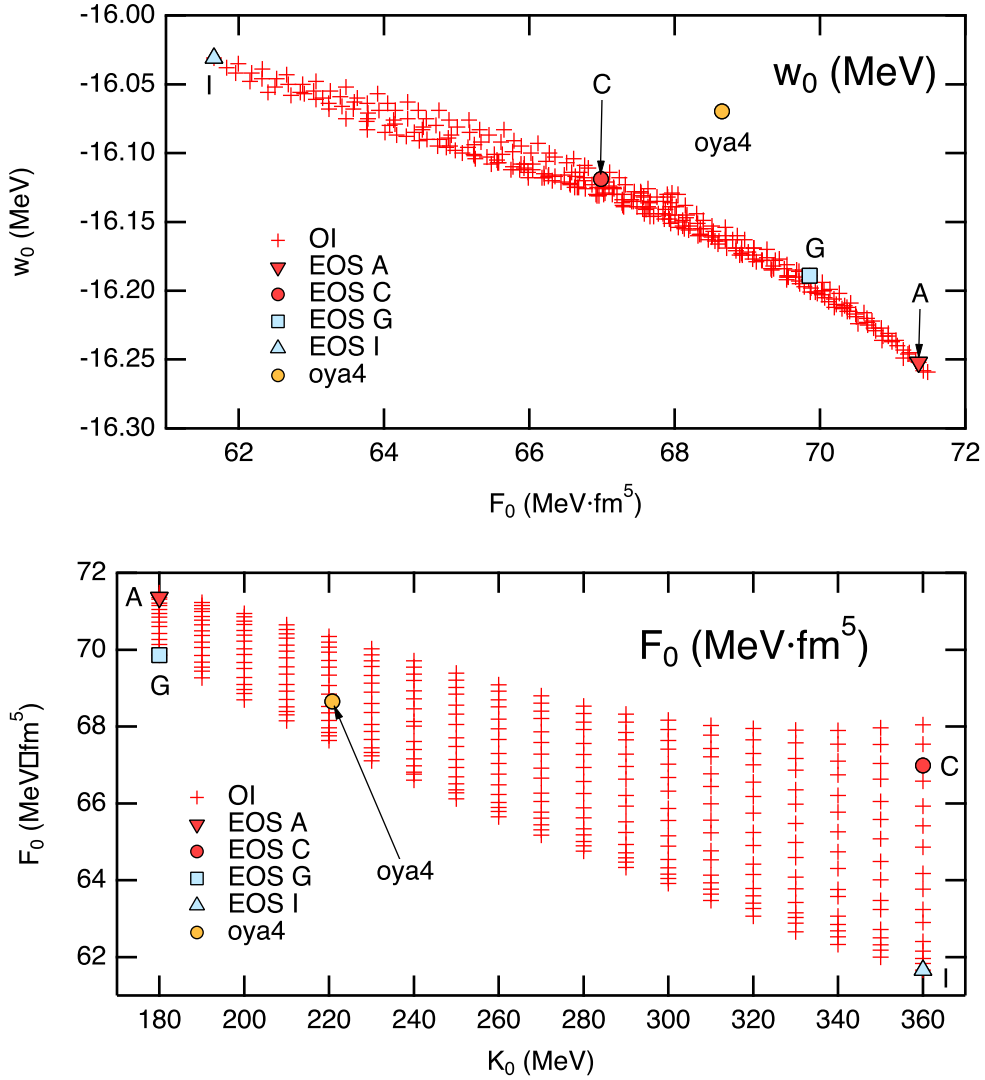 -16.00
w₀ (MeV)
-16.05
I
C
oya4
-16.10
-16.15
G
OI
EOS A
EOS C
EOS G
EOS I
oya4
-16.20
A
-16.25
-16.30
62 64 66 68 70 72
w₀ (MeV)
F₀ (MeV·fm⁵)
72
A
70
G
F₀ (MeV·fm⁵)
68
C
66
OI
EOS A
EOS C
EOS G
EOS I
oya4
oya4
64
62
I
180 200 220 240 260 280 300 320 340 360
F₀ (MeV□fm⁵)
K₀ (MeV)